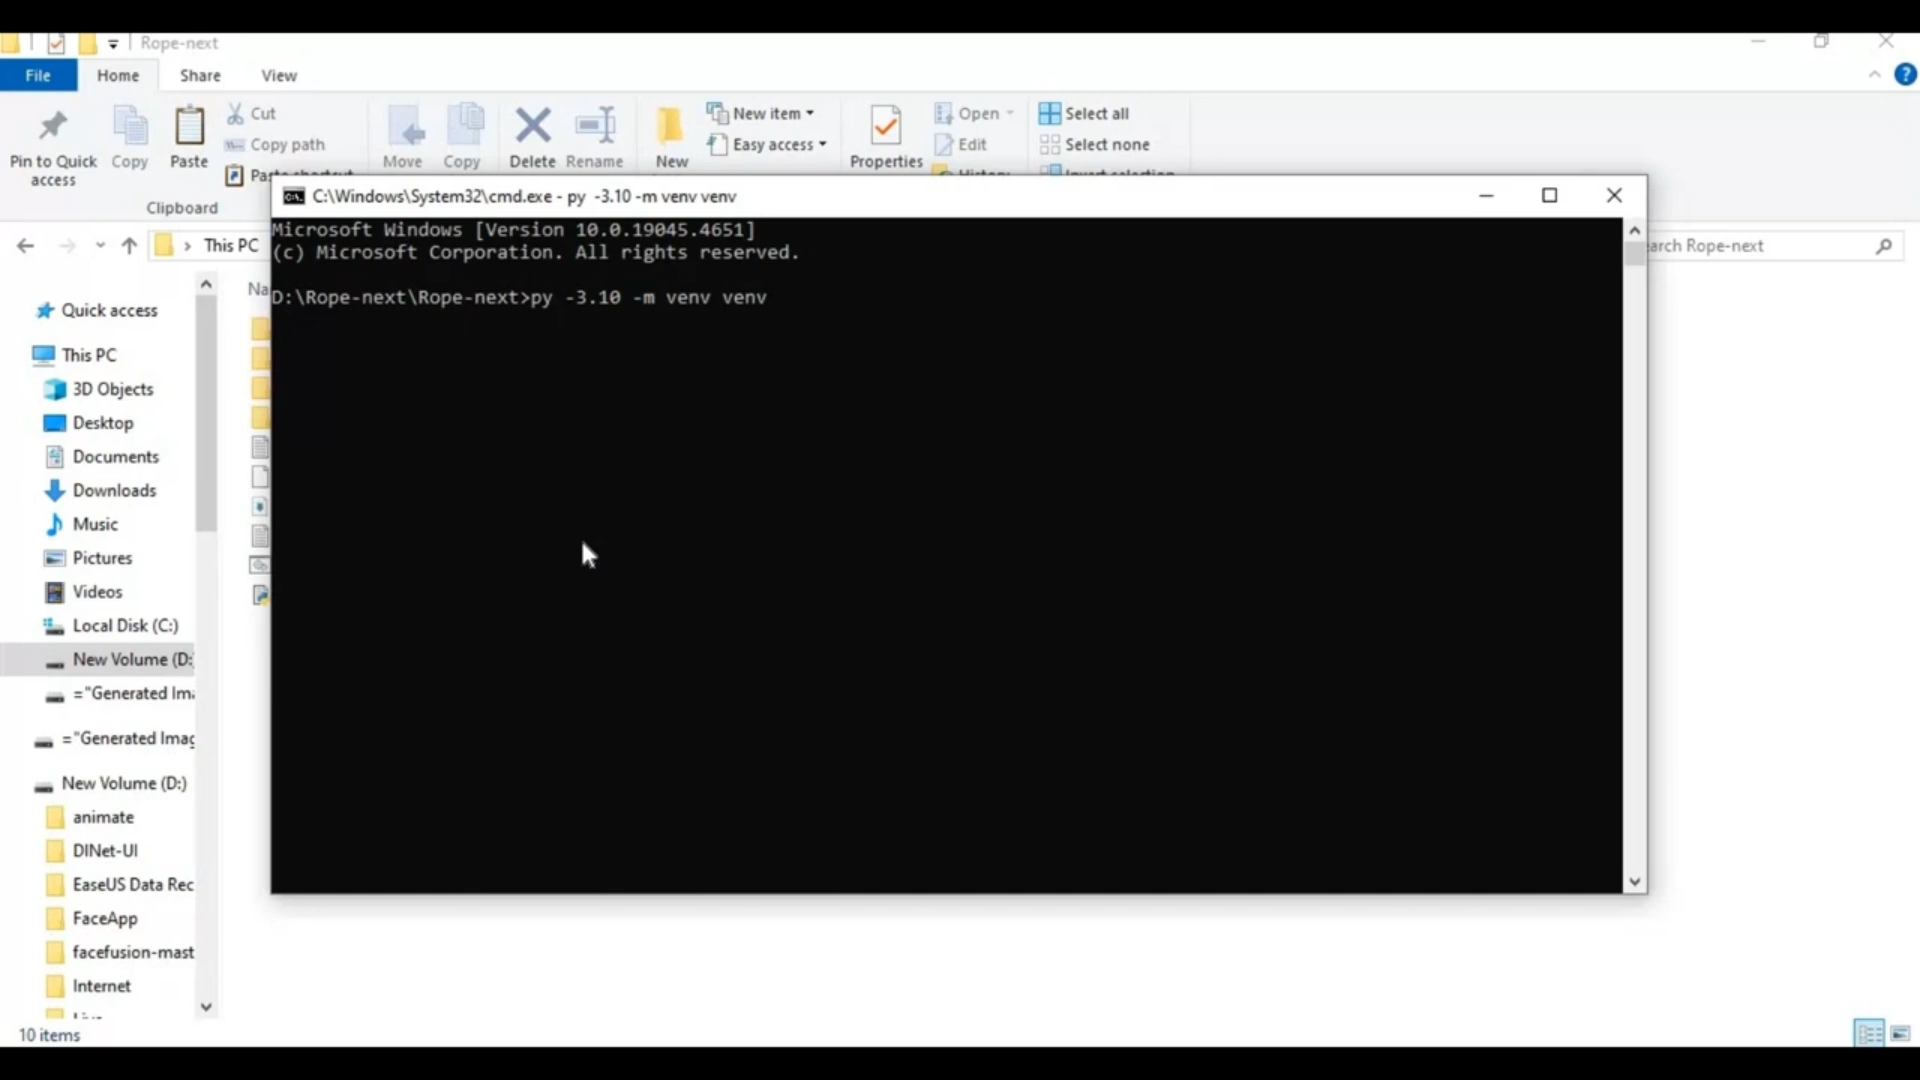 Rope-next
File Home Share View
Pin to Quick access
Copy
Paste
Cut
Copy path
Paste shortcut
Clipboard
Move
Copy
Delete
Rename
New
New item
Easy access
Properties
Open
Edit
History
Select all
Select none
Invert selection
C:\Windows\System32\cmd.exe - py  -3.10 -m venv venv
This PC
arch Rope-next
Microsoft Windows [Version 10.0.19045.4651]
(c) Microsoft Corporation. All rights reserved.
D:\Rope-next\Rope-next>py -3.10 -m venv venv
Na
Quick access
This PC
3D Objects
Desktop
Documents
Downloads
Music
Pictures
Videos
Local Disk (C:)
New Volume (D:
="Generated Ima
="Generated Imag
New Volume (D:)
animate
DINet-UI
EaseUS Data Rec
FaceApp
facefusion-mast
Internet
10 items